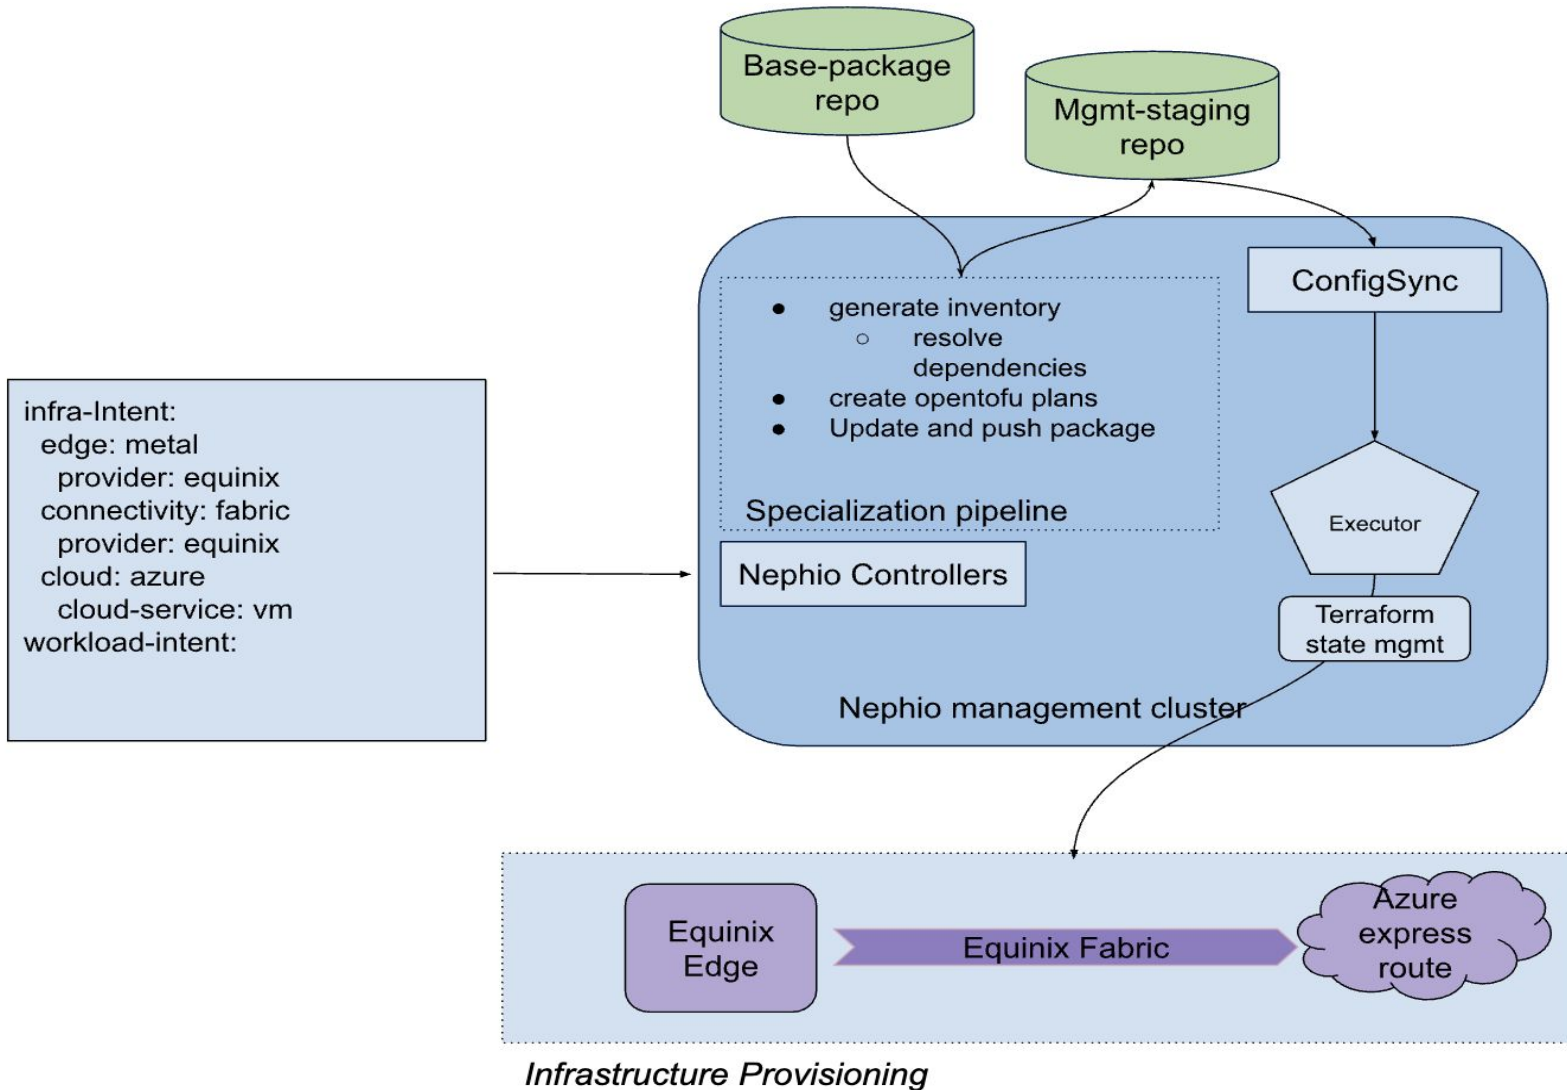 Base-package
repo
Mgmt-staging
repo
ConfigSync
● generate inventory
○ resolve
dependencies
● create opentofu plans
● Update and push package
Specialization pipeline
Executor
Nephio Controllers
Terraform
state mgmt
Nephio management cluster
infra-Intent:
edge: metal
provider: equinix
connectivity: fabric
provider: equinix
cloud: azure
cloud-service: vm
workload-intent:
Equinix
Edge
Equinix Fabric
Azure
express
route
Infrastructure Provisioning